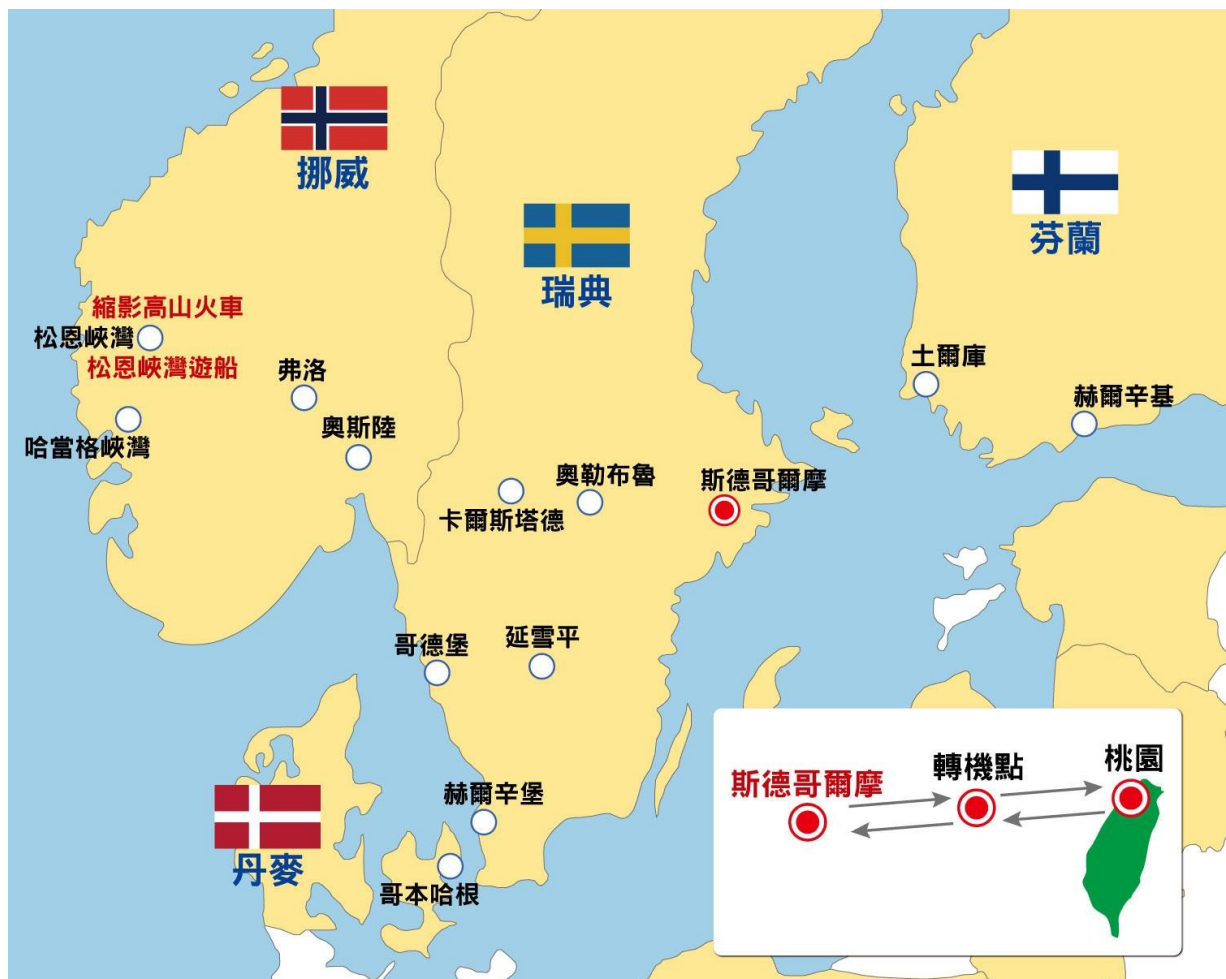 挪威
瑞典
芬蘭
縮影高山火車
松恩峽灣
松恩峽灣遊船
弗洛
哈當格峽灣
奧斯陸
土爾庫
赫爾辛基
奧勒布魯
斯德哥爾摩
卡爾斯塔德
哥德堡
延雪平
赫爾辛堡
丹麥
哥本哈根
斯德哥爾摩
轉機點
桃園